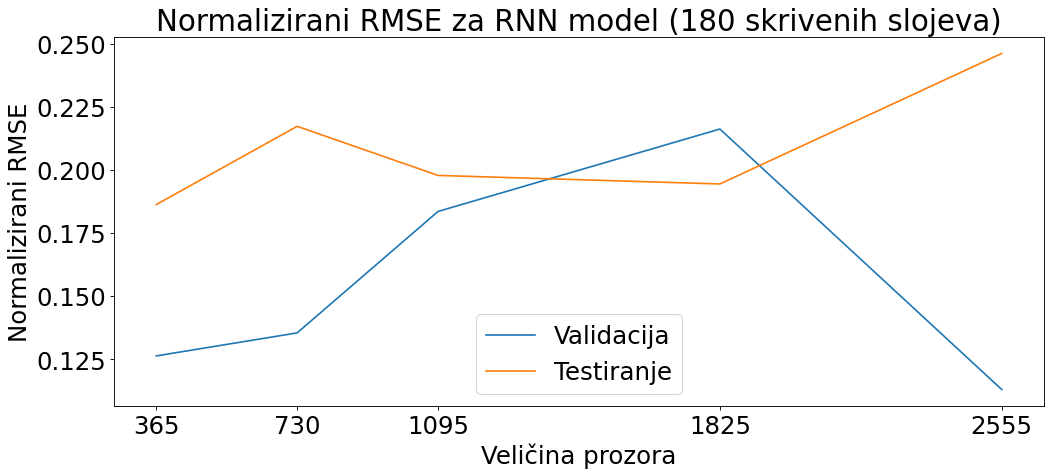 Normalizirani RMSE za RNN model (180 skrivenih slojeva)
Normalizirani RMSE
0.250
0.225
0.200
0.175
0.150
0.125
Validacija
Testiranje
365 730 1095 1825 2555
Veličina prozora